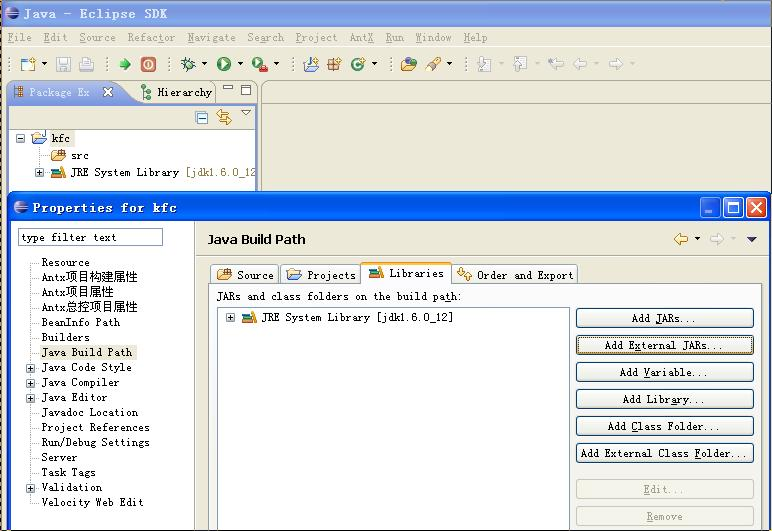 Java - Eclipse SDK
File Edit Source Refactor Navigate Search Project AntX Run Window Help
Package Ex Hierarchy
kfc
src
JRE System Library [jdk1.6.0_12
Properties for kfc
type filter text
Java Build Path
Resource
Antx项目构建属性
Antx项目属性
Antx总控项目属性
BeanInfo Path
Builders
Java Build Path
Java Code Style
Java Compiler
Java Editor
Javadoc Location
Project References
Run/Debug Settings
Server
Task Tags
Validation
Velocity Web Edit
Source Projects Libraries Order and Export
JARs and class folders on the build path:
JRE System Library [jdk1.6.0_12]
Add JARs...
Add External JARs...
Add Variable...
Add Library...
Add Class Folder...
Add External Class Folder...
Edit...
Remove